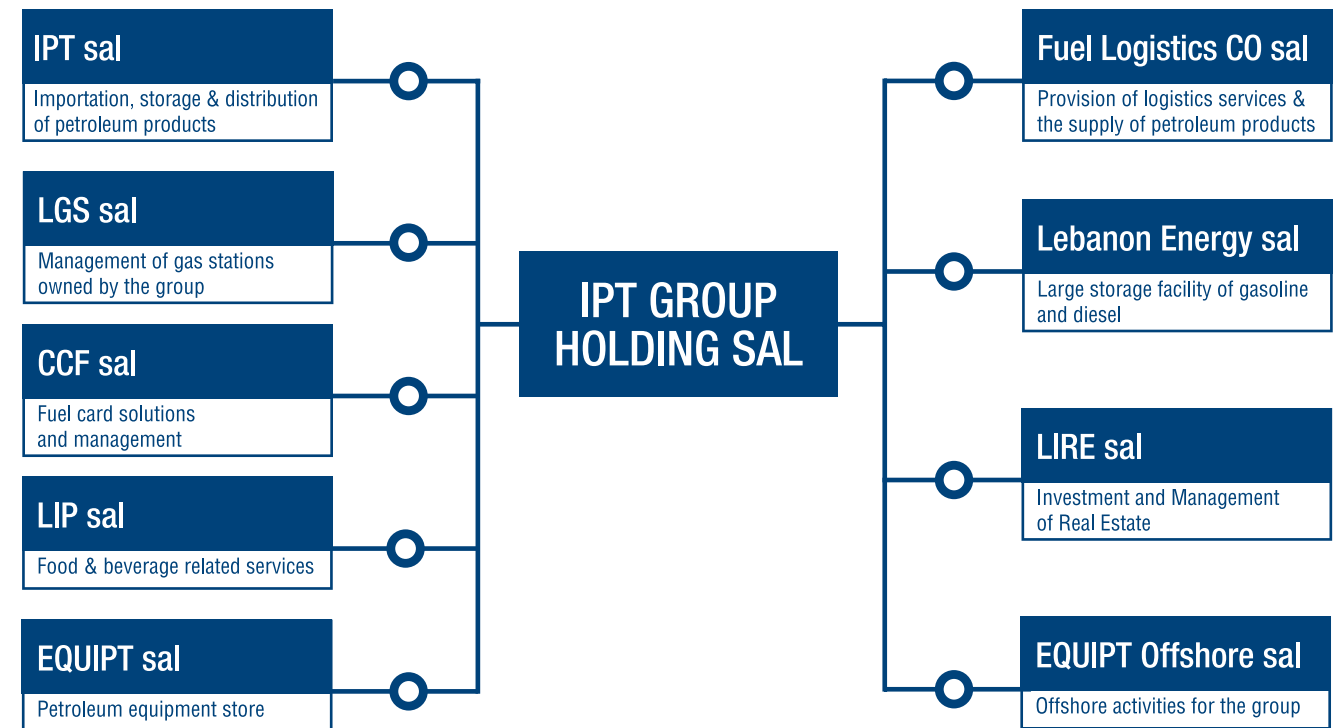 IPT sal
Importation, storage & distribution
of petroleum products
LGS sal
Management of gas stations
owned by the group
CCF sal
Fuel card solutions
and management
LIP sal
Food & beverage related services
EQUIPT sal
Petroleum equipment store
IPT GROUP
HOLDING SAL
Fuel Logistics CO sal
Provision of logistics services &
the supply of petroleum products
Lebanon Energy sal
Large storage facility of gasoline
and diesel
LIRE sal
Investment and Management
of Real Estate
EQUIPT Offshore sal
Offshore activities for the group